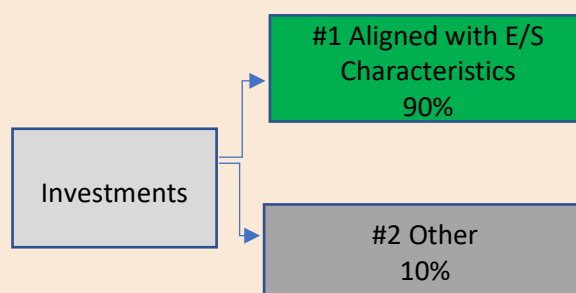 #1 Aligned with E/S
Characteristics
90%
Investments
#2 Other
10%